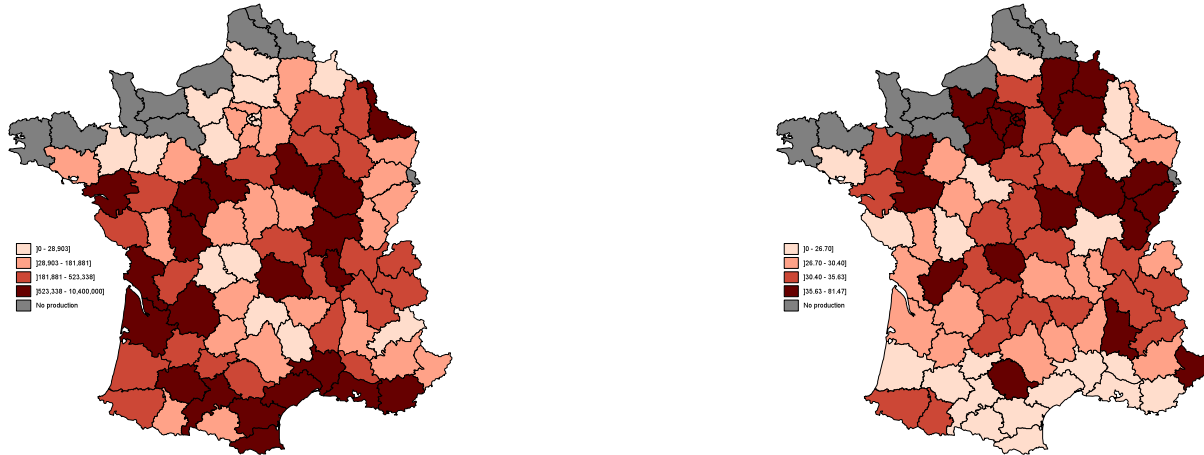 ]0 - 28,903]
]28,903 - 181,881]
]181,881 - 523,338]
]523,338 - 10,400,000]
No production
]0 - 26.70]
]26.70 - 30.40]
]30.40 - 35.63]
]35.63 - 81.47]
No production